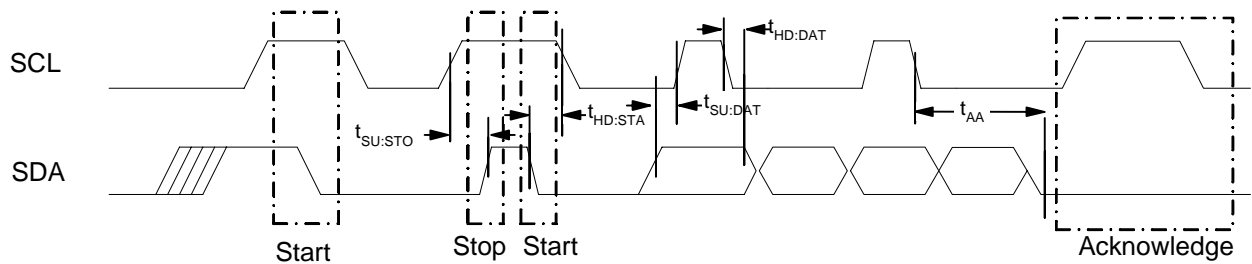 SCL
t_HD:DAT
t_SU:STO
t_HD:STA
t_SU:DAT
t_AA
SDA
Start
Stop
Start
Acknowledge